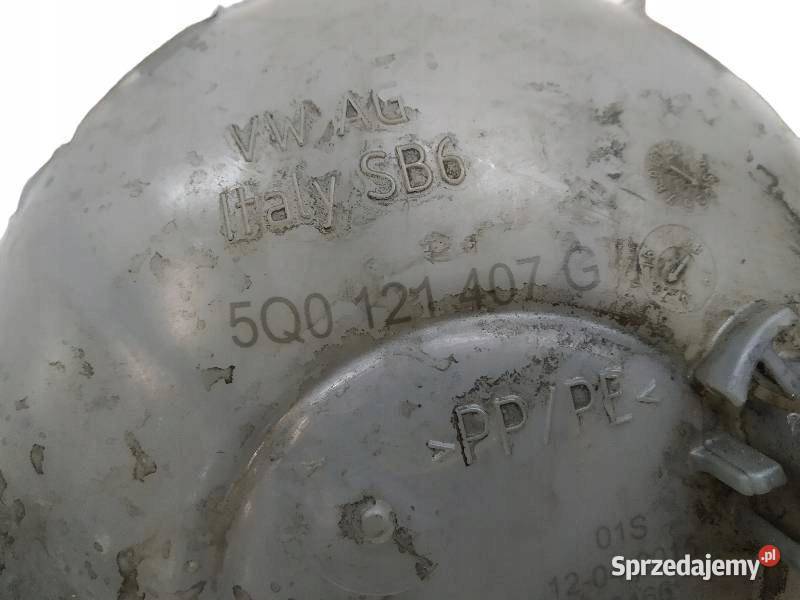 VW AG
Italy SB6
5Q0 121 407 G
>PP/PE<
01S
Sprzedajemy.pl